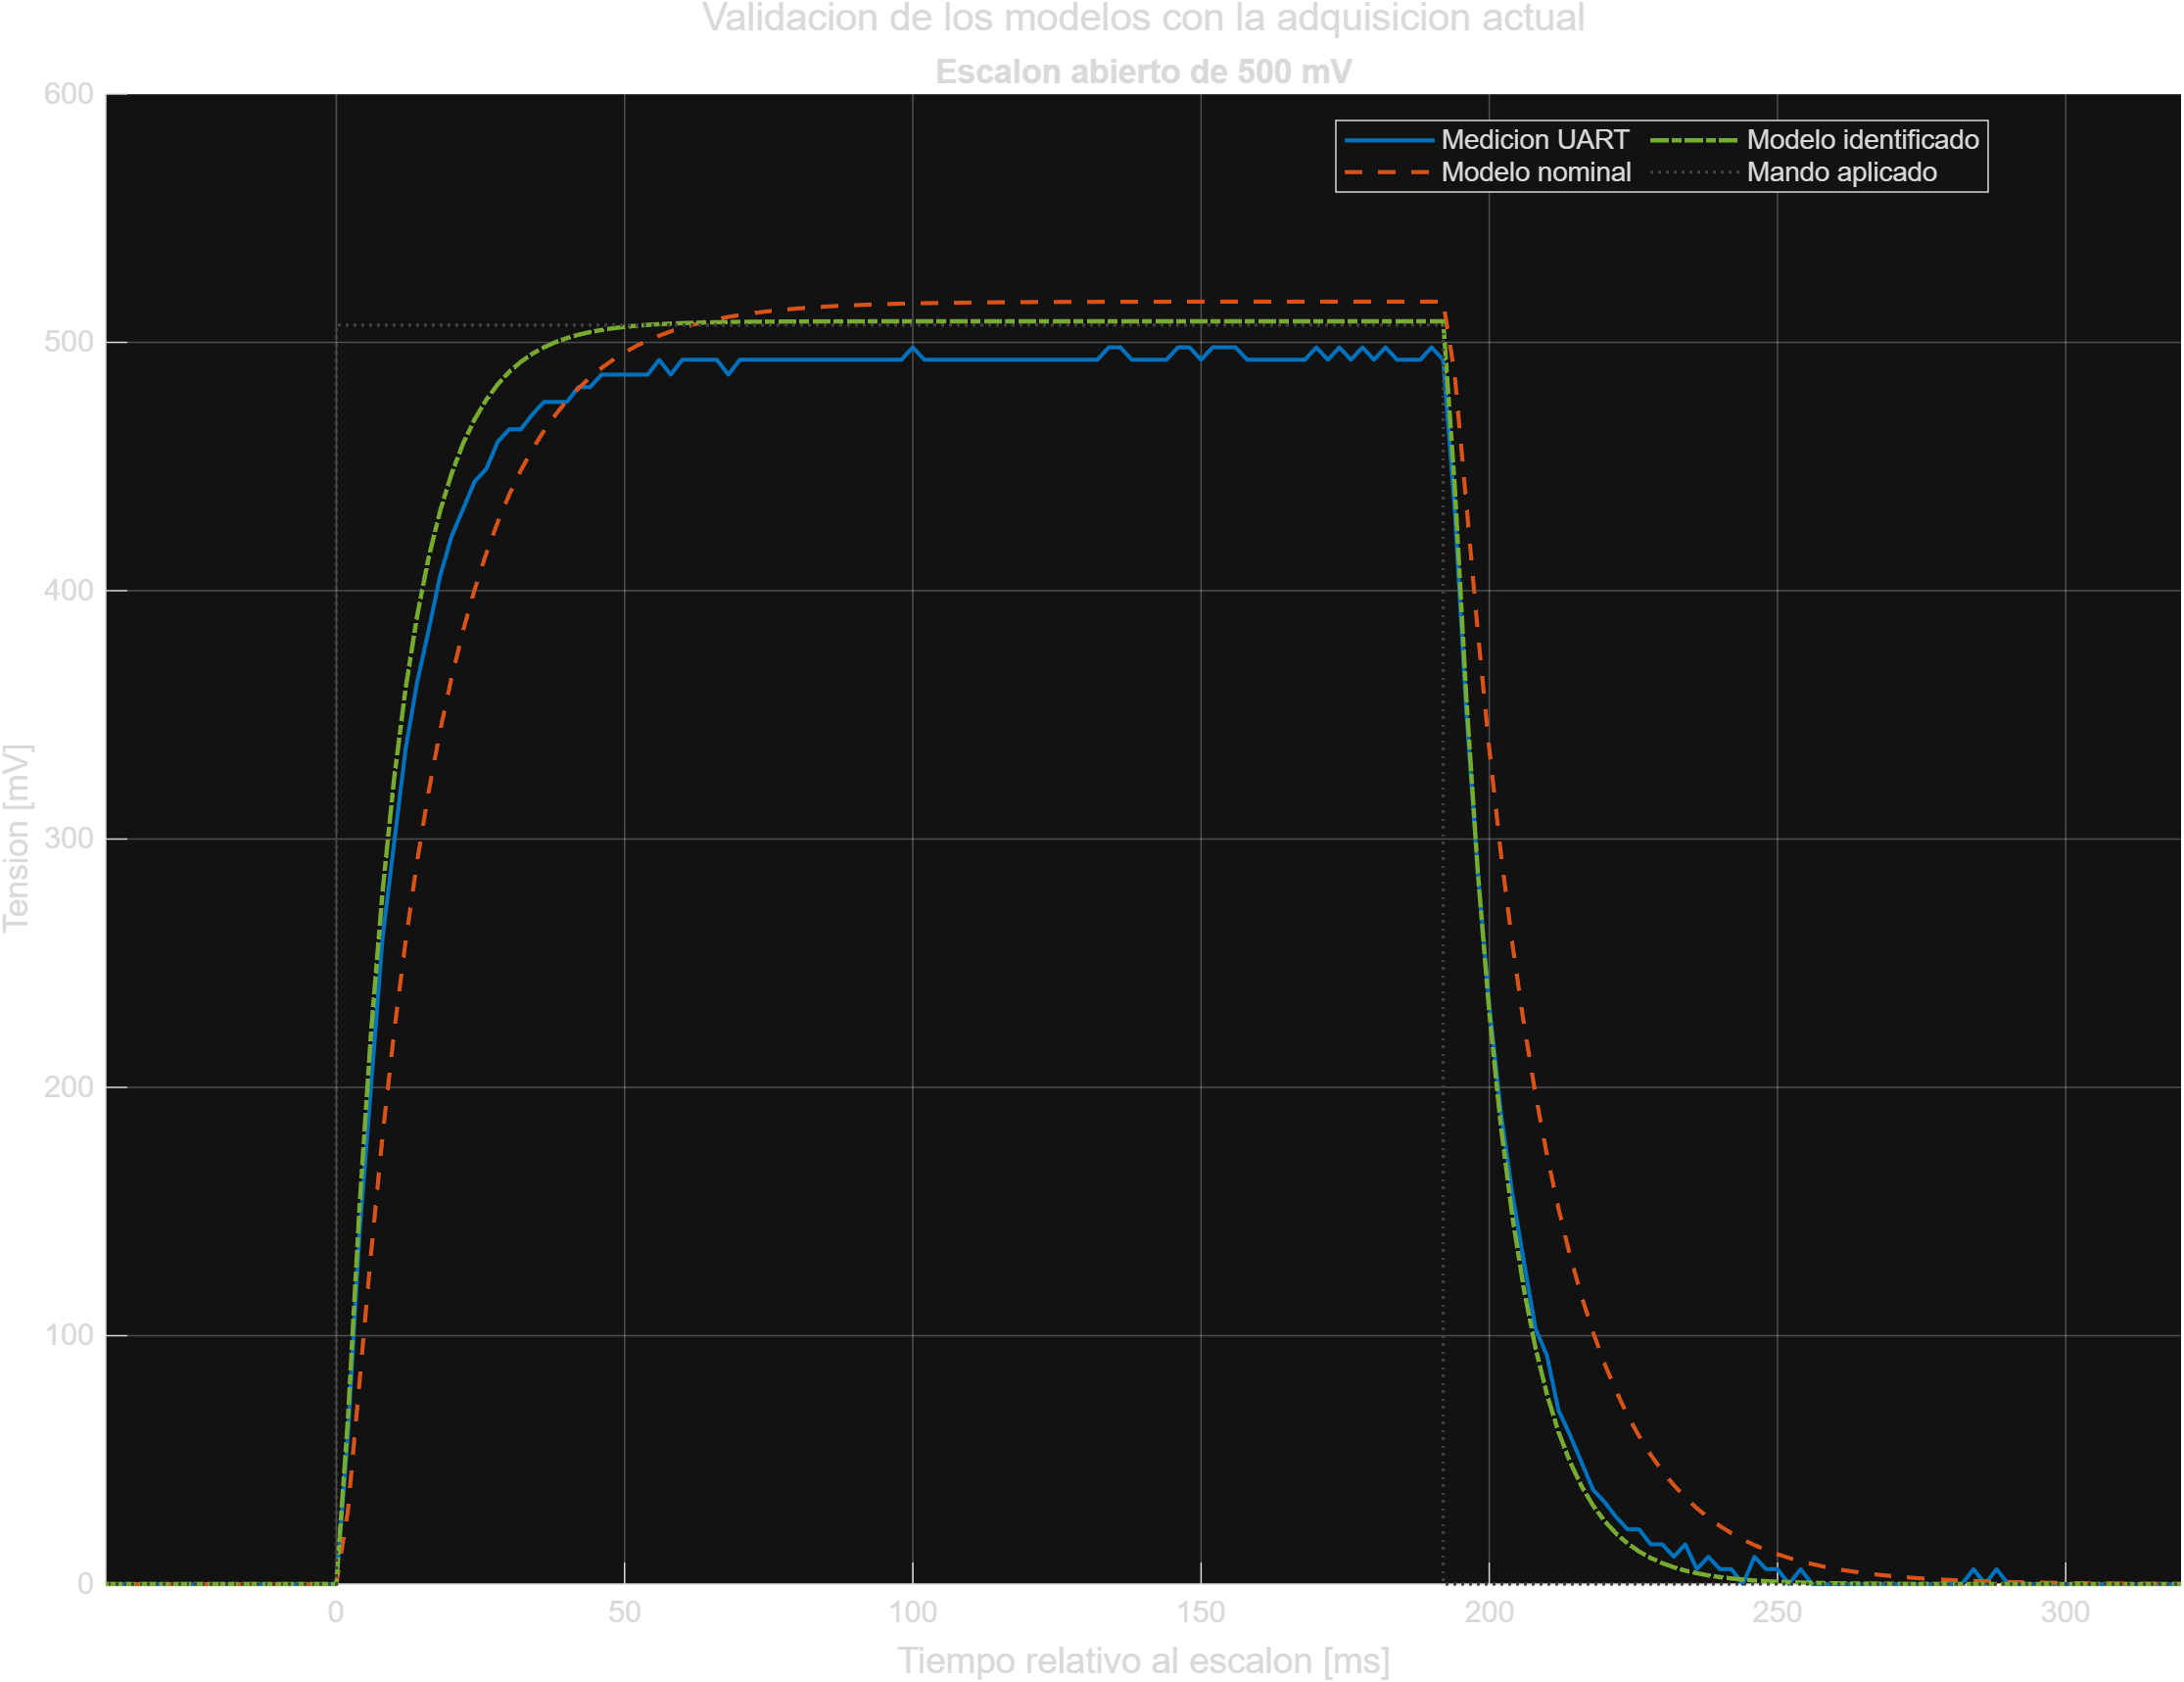 Validacion de los modelos con la adquisicion actual
Escalon abierto de 500 mV
600
500
400
300
200
100
0
Tension [mV]
Medicion UART
Modelo identificado
Modelo nominal
Mando aplicado
0 50 100 150 200 250 300
Tiempo relativo al escalon [ms]